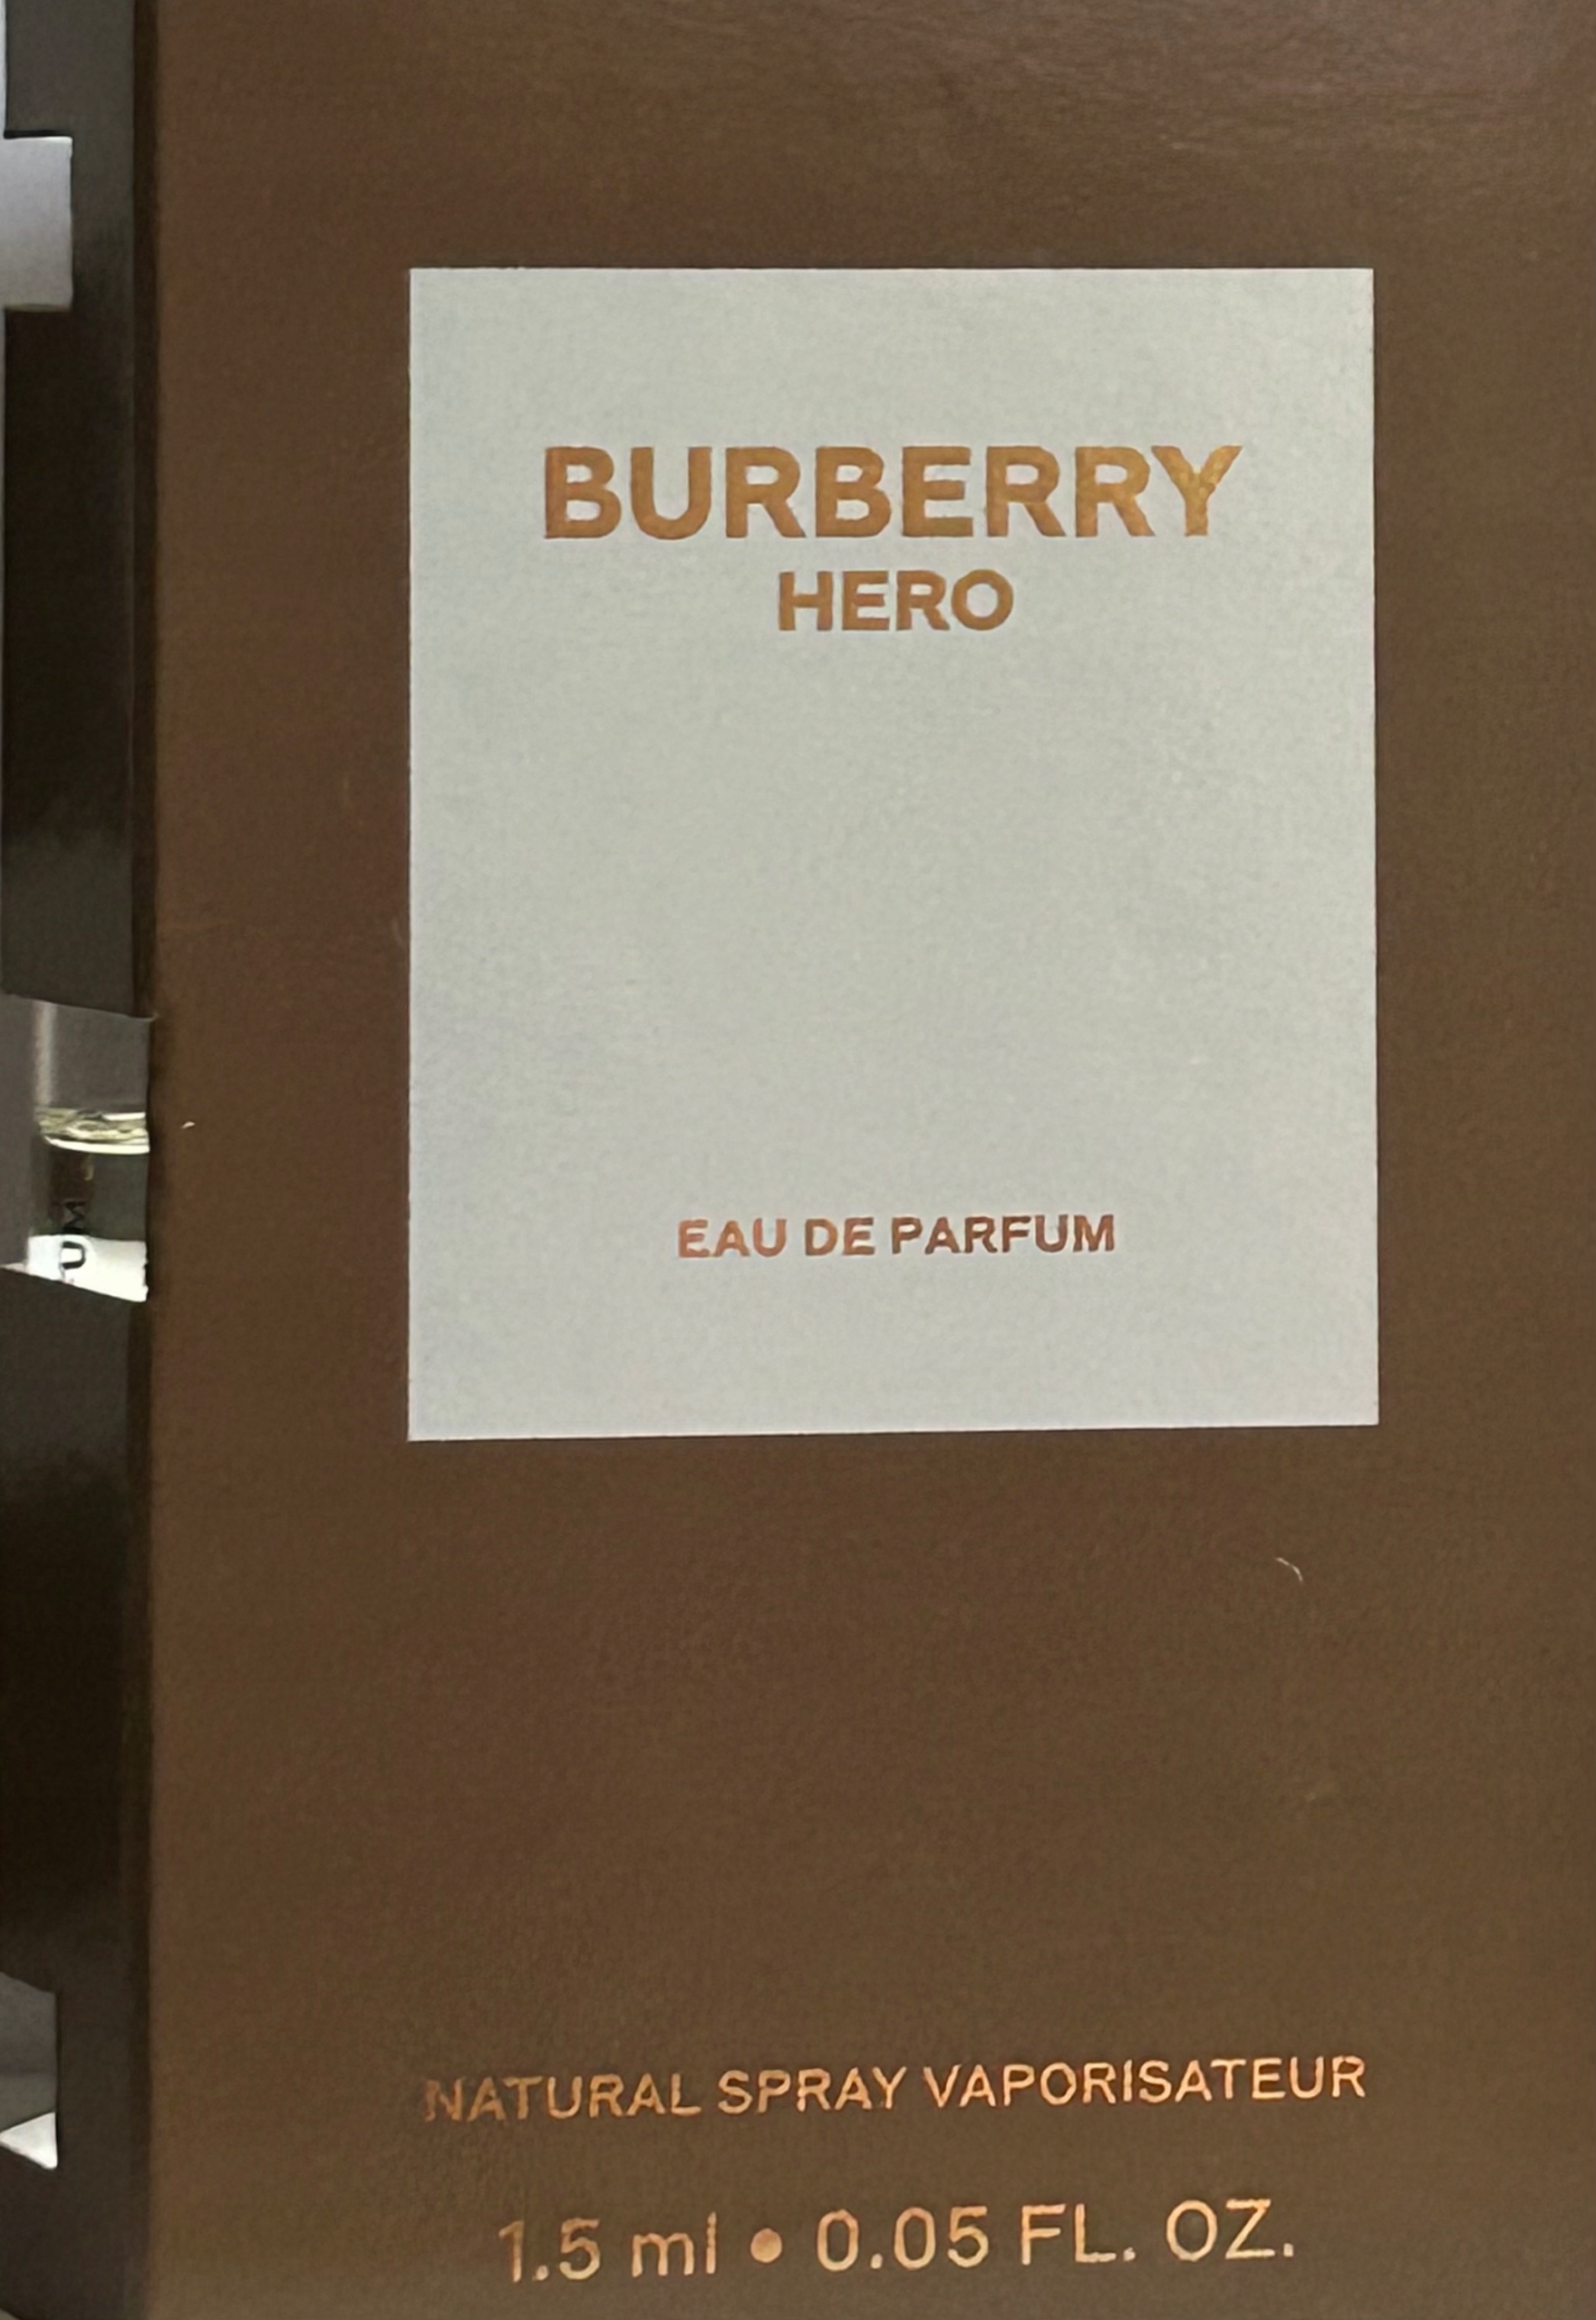 BURBERRY
HERO
EAU DE PARFUM
NATURAL SPRAY VAPORISATEUR
1.5 ml • 0.05 FL. OZ.